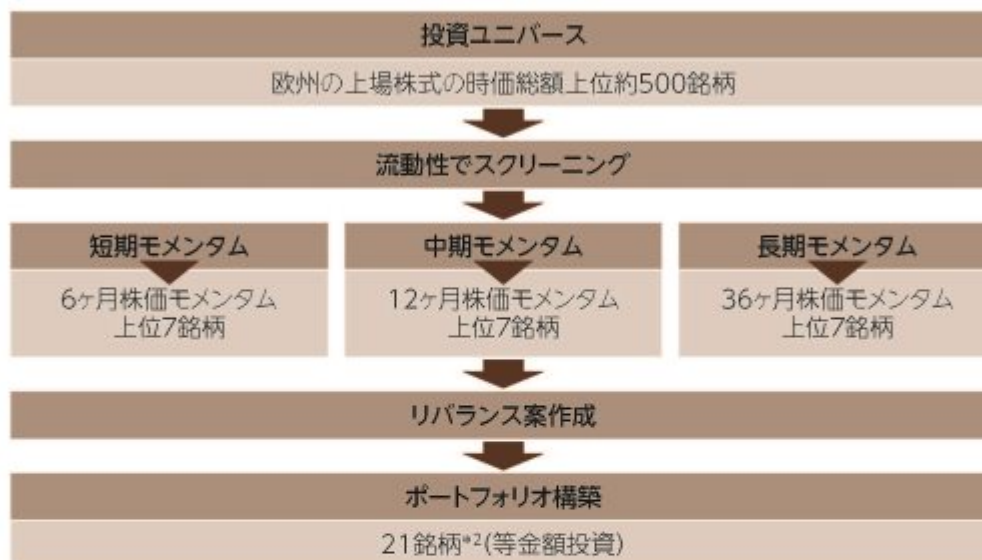 投資ユニバース
欧州の上場株式の時価総額上位約500銘柄
流動性でスクリーニング
短期モメンタム
6ヶ月株価モメンタム
上位7銘柄
中期モメンタム
12ヶ月株価モメンタム
上位7銘柄
長期モメンタム
36ヶ月株価モメンタム
上位7銘柄
リバランス案作成
ポートフォリオ構築
21銘柄*2(等金額投資)